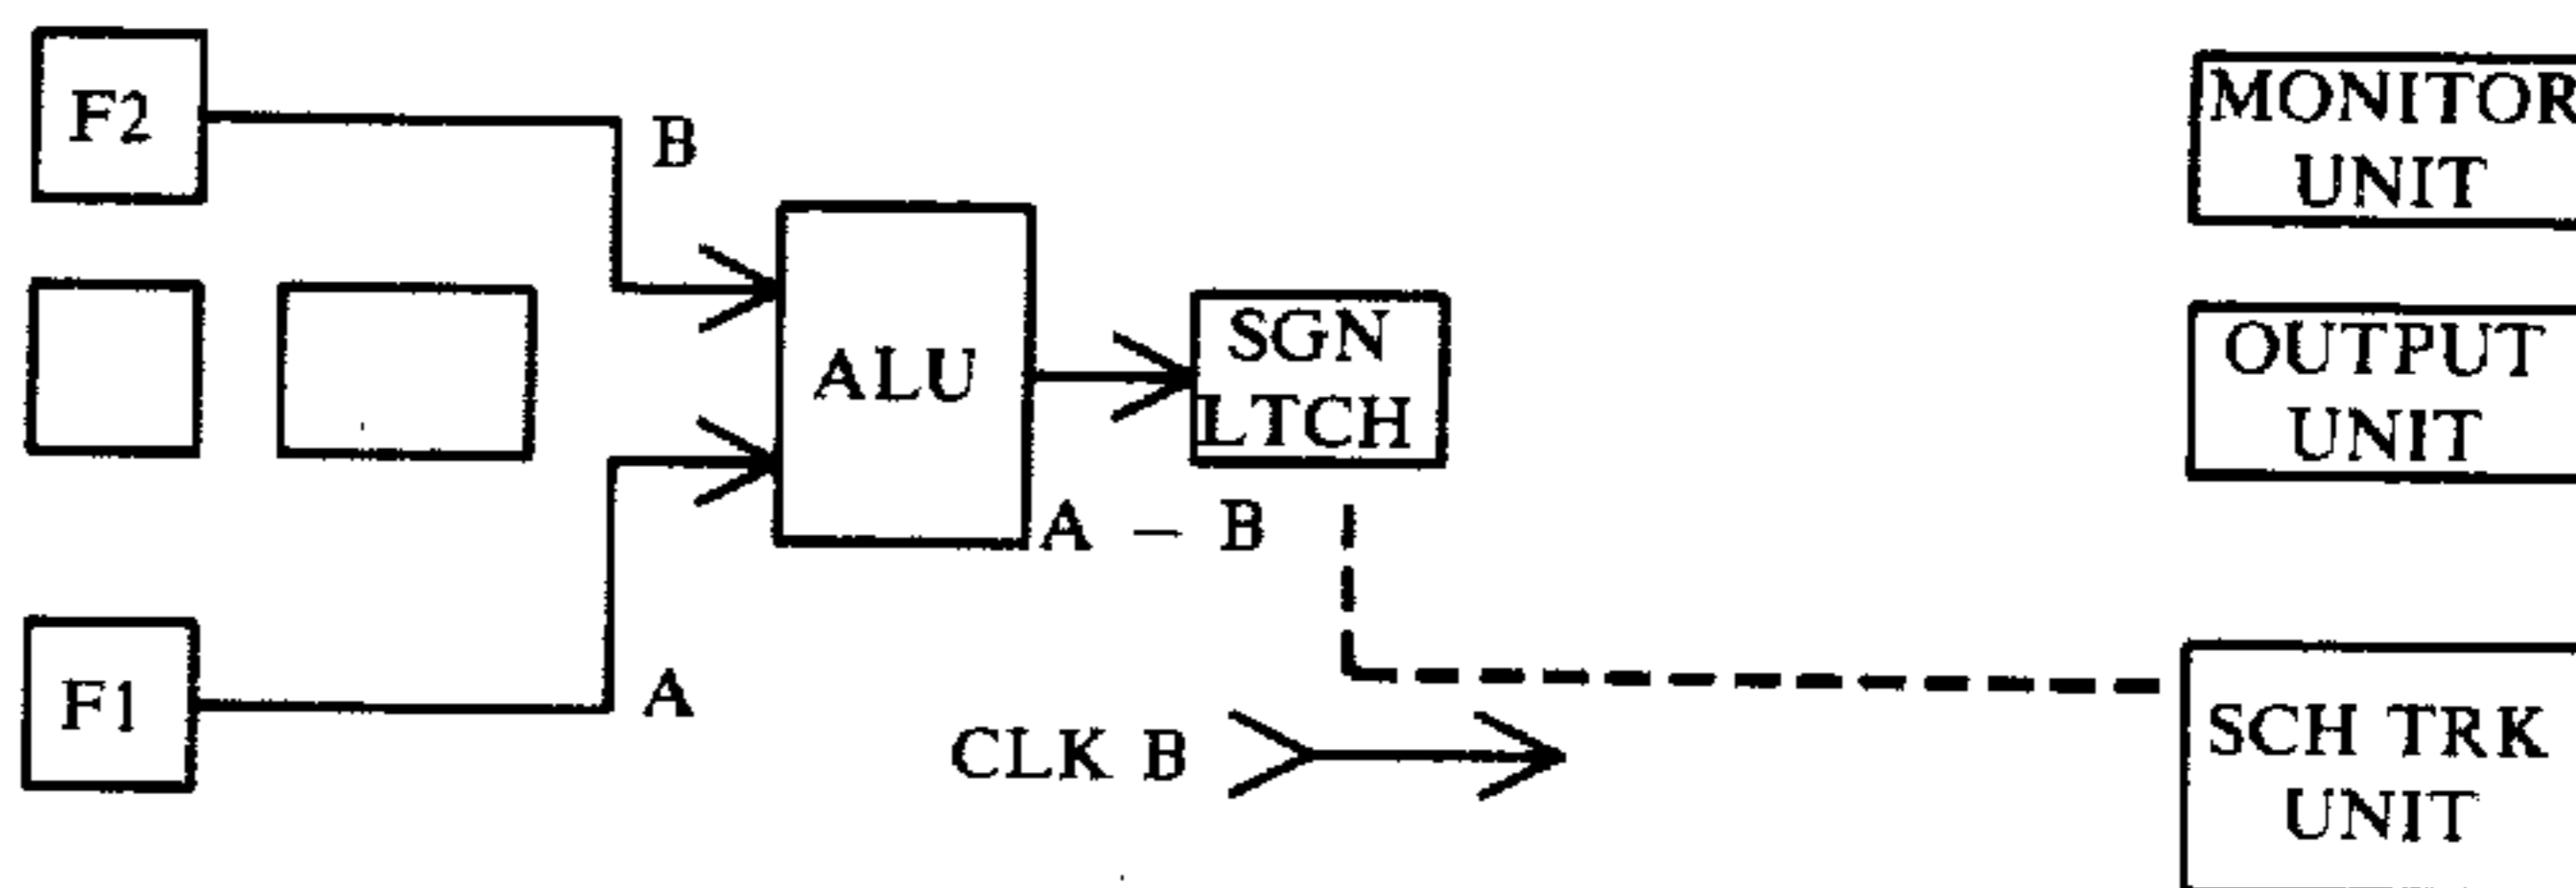 F2
B
MONITOR
UNIT
ALU
SGN
LTCH
OUTPUT
UNIT
A – B
F1
A
CLK B
SCH TRK
UNIT